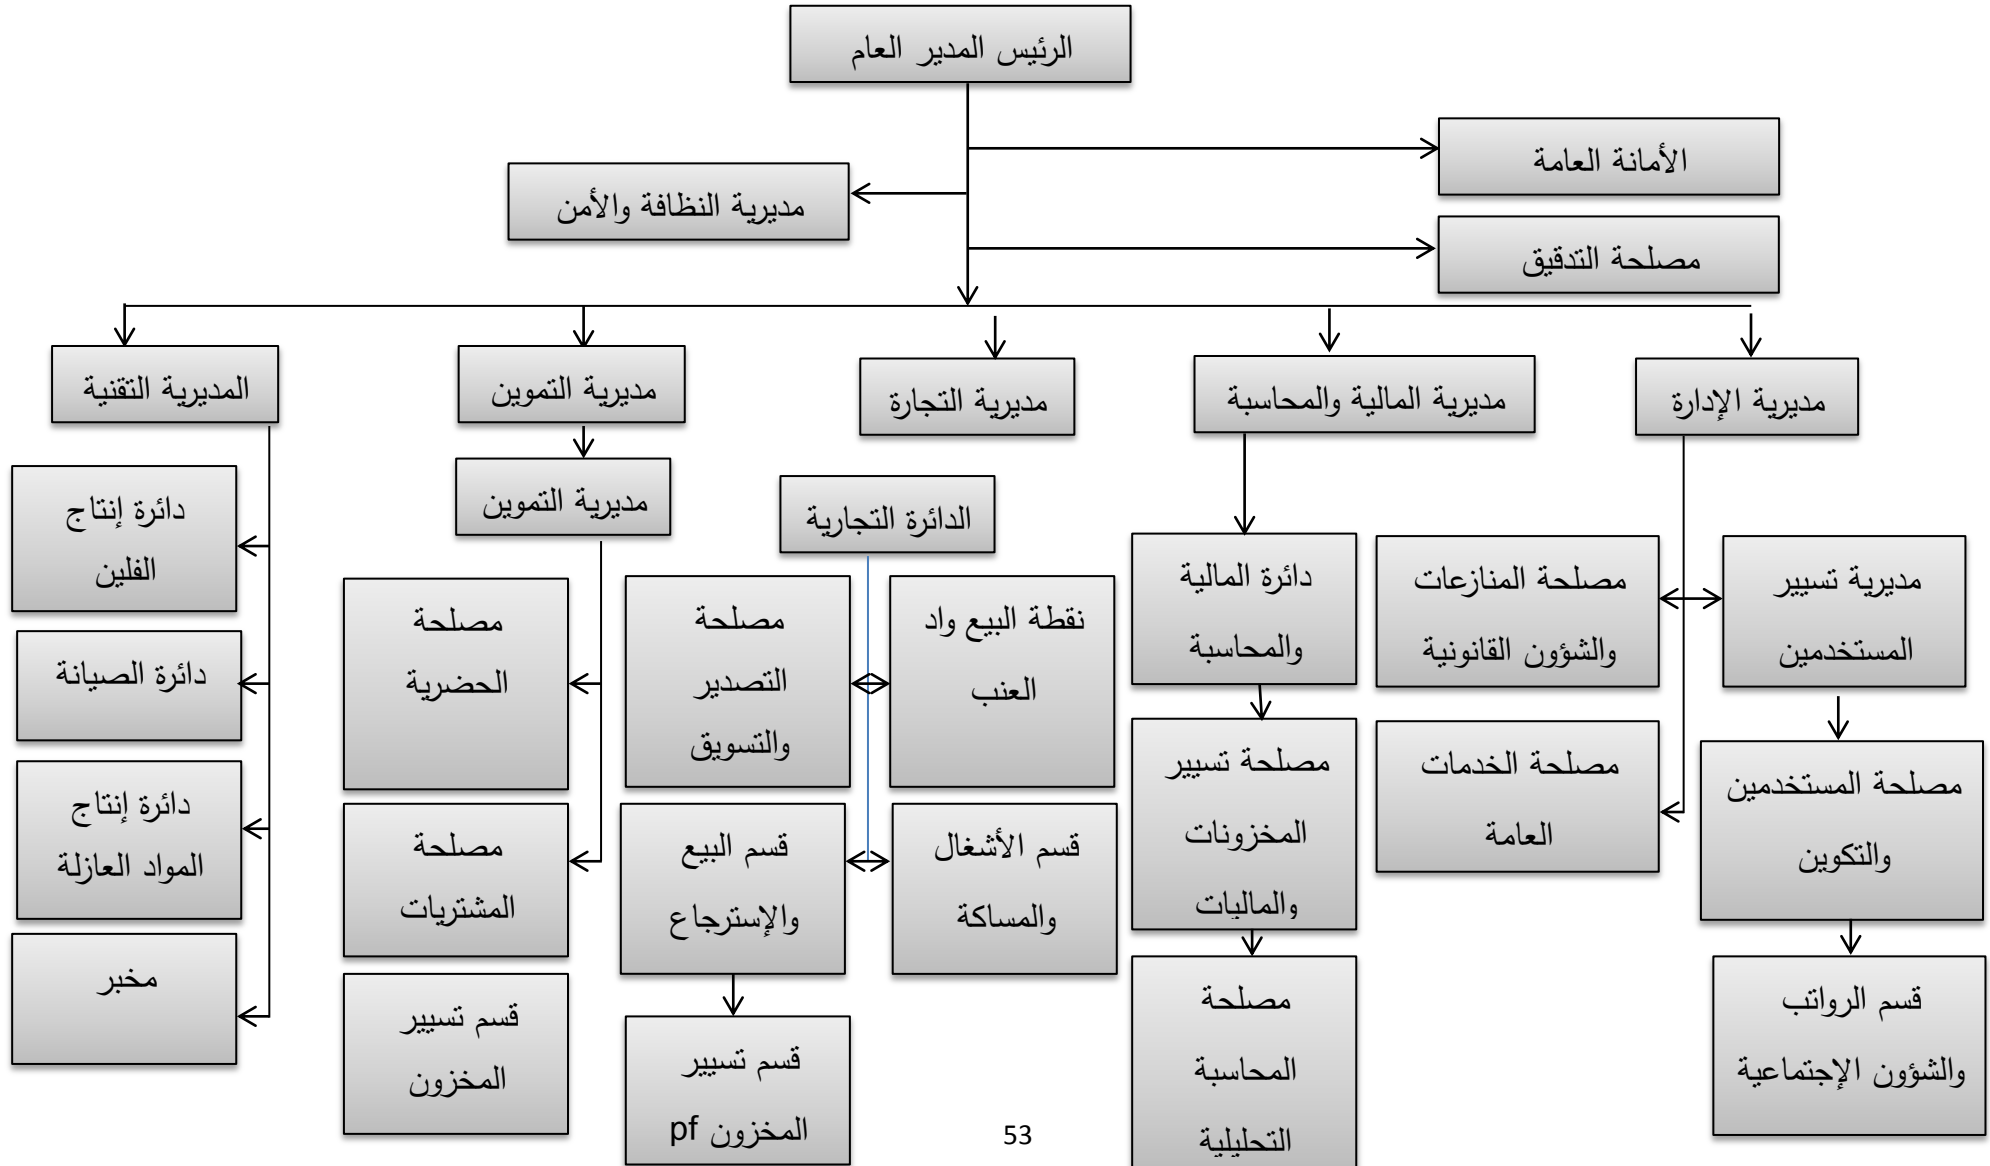 الرئيس المدير العام
الأمانة العامة
مديرية النظافة والأمن
مصلحة التدقيق
مديرية الإدارة
مديرية المالية والمحاسبة
مديرية التجارة
مديرية التموين
المديرية التقنية
مديرية تسيير
المستخدمين
مصلحة المنازعات
والشؤون القانونية
مصلحة المستخدمين
والتكوين
مصلحة الخدمات
العامة
قسم الرواتب
والشؤون الإجتماعية
دائرة المالية
والمحاسبة
مصلحة تسيير
المخزونات
والماليات
مصلحة
المحاسبة
التحليلية
الدائرة التجارية
نقطة البيع واد
العنب
مصلحة
التصدير
والتسويق
قسم الأشغال
والمساكة
قسم البيع
والإسترجاع
قسم تسيير
المخزون pf
مديرية التموين
مصلحة
الحضرية
مصلحة
المشتريات
قسم تسيير
المخزون
دائرة إنتاج
الفلين
دائرة الصيانة
دائرة إنتاج
المواد العازلة
مخبر
53